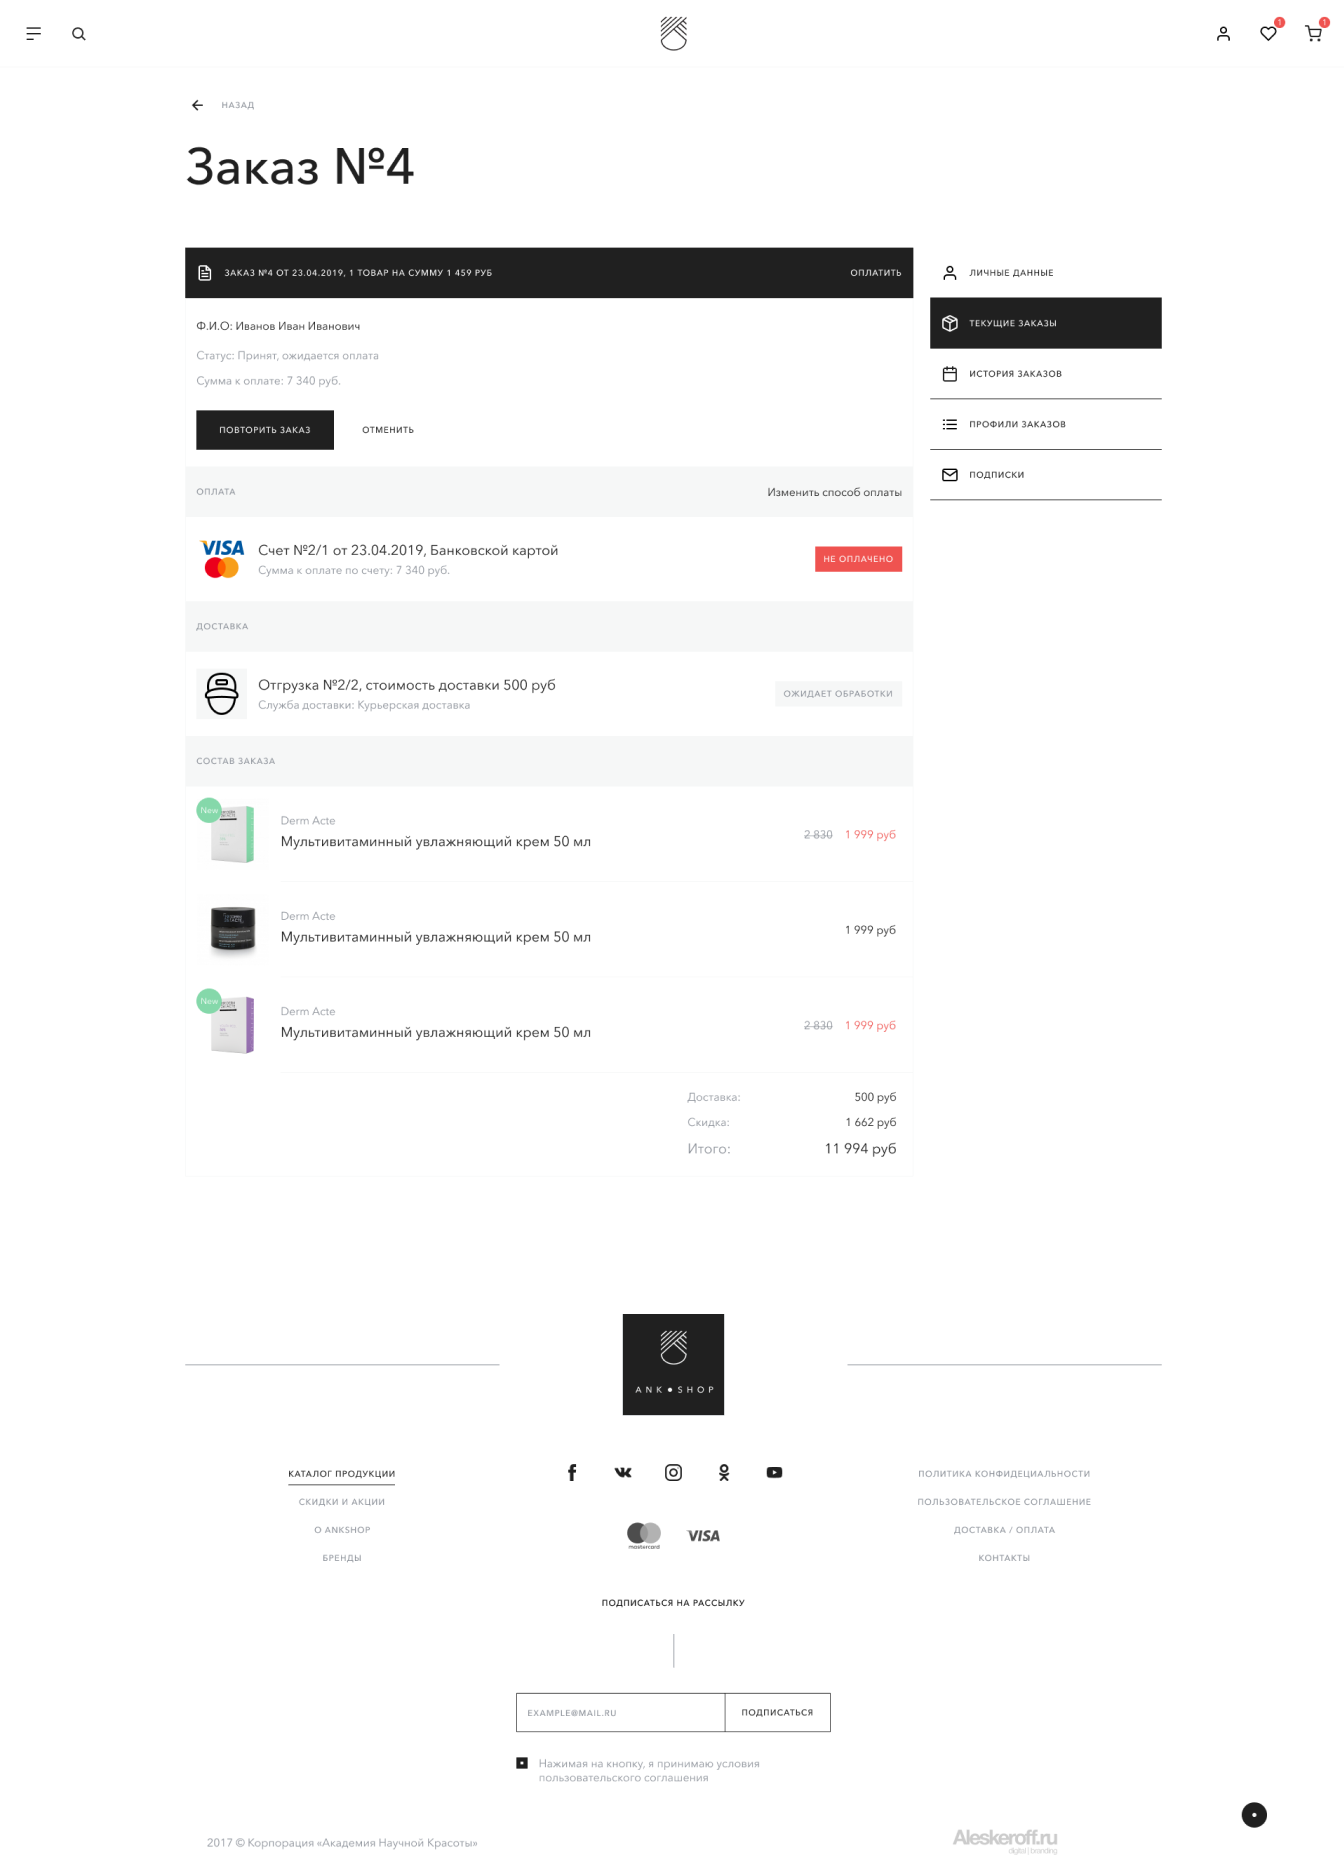 1
1
НАЗАД
Заказ №4
ЗАКАЗ №4 ОТ 23.04.2019, 1 ТОВАР НА СУММУ 1 459 РУБ
ОПЛАТИТЬ
Ф.И.О: Иванов Иван Иванович
Статус: Принят, ожидается оплата
Сумма к оплате: 7 340 руб.
ПОВТОРИТЬ ЗАКАЗ
ОТМЕНИТЬ
ЛИЧНЫЕ ДАННЫЕ
ТЕКУЩИЕ ЗАКАЗЫ
ИСТОРИЯ ЗАКАЗОВ
ПРОФИЛИ ЗАКАЗОВ
ПОДПИСКИ
ОПЛАТА
Изменить способ оплаты
VISA
Счет №2/1 от 23.04.2019, Банковской картой
Сумма к оплате по счету: 7 340 руб.
НЕ ОПЛАЧЕНО
ДОСТАВКА
Отгрузка №2/2, стоимость доставки 500 руб
Служба доставки: Курьерская доставка
ОЖИДАЕТ ОБРАБОТКИ
СОСТАВ ЗАКАЗА
New
Derm Acte
Мультивитаминный увлажняющий крем 50 мл
2 830 1 999 руб
Derm Acte
Мультивитаминный увлажняющий крем 50 мл
1 999 руб
New
Derm Acte
Мультивитаминный увлажняющий крем 50 мл
2 830 1 999 руб
Доставка: 500 руб
Скидка: 1 662 руб
Итого: 11 994 руб
ANK SHOP
КАТАЛОГ ПРОДУКЦИИ
СКИДКИ И АКЦИИ
О ANKSHOP
БРЕНДЫ
mastercard
VISA
ПОЛИТИКА КОНФИДЕЦИАЛЬНОСТИ
ПОЛЬЗОВАТЕЛЬСКОЕ СОГЛАШЕНИЕ
ДОСТАВКА / ОПЛАТА
КОНТАКТЫ
ПОДПИСАТЬСЯ НА РАССЫЛКУ
EXAMPLE@MAIL.RU
ПОДПИСАТЬСЯ
Нажимая на кнопку, я принимаю условия
пользовательского соглашения
2017 © Корпорация «Академия Научной Красоты»
Aleskeroff.ru
digital | branding